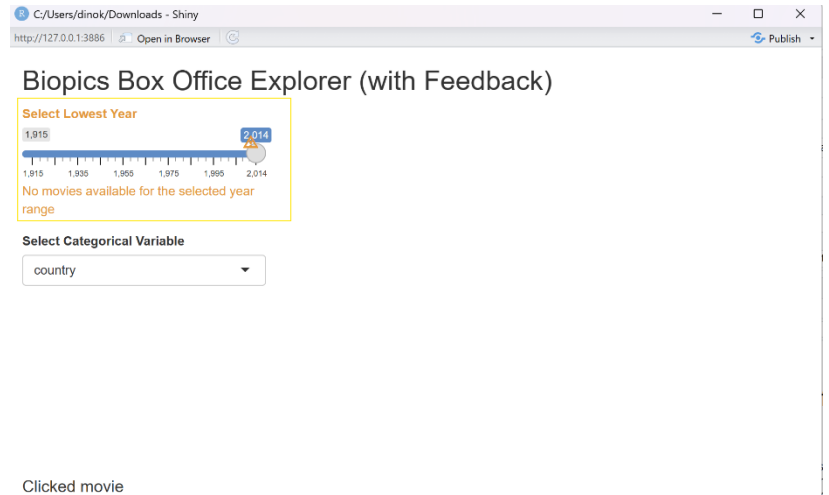 C:/Users/dinok/Downloads - Shiny
http://127.0.0.1:3886 Open in Browser Publish
Biopics Box Office Explorer (with Feedback)
Select Lowest Year
1,915 2,014
1,915 1,935 1,955 1,975 1,995 2,014
No movies available for the selected year
range
Select Categorical Variable
country
Clicked movie